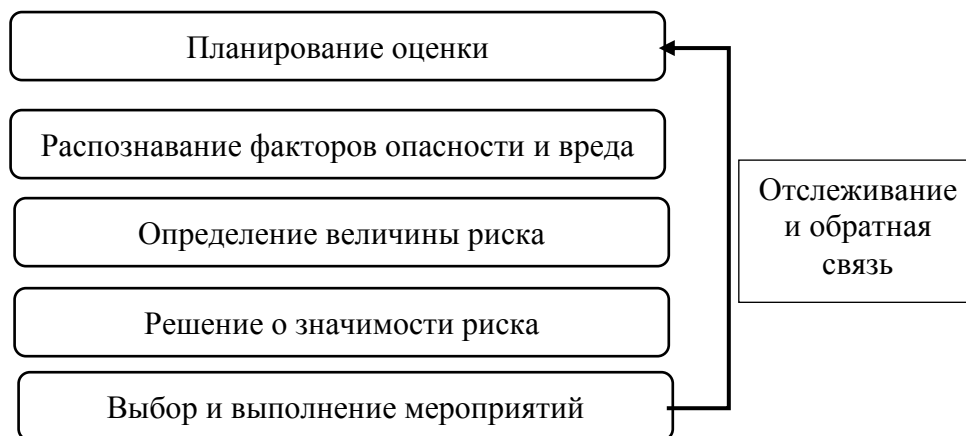 Планирование оценки
Распознавание факторов опасности и вреда
Определение величины риска
Решение о значимости риска
Выбор и выполнение мероприятий
Отслеживание
и обратная
связь